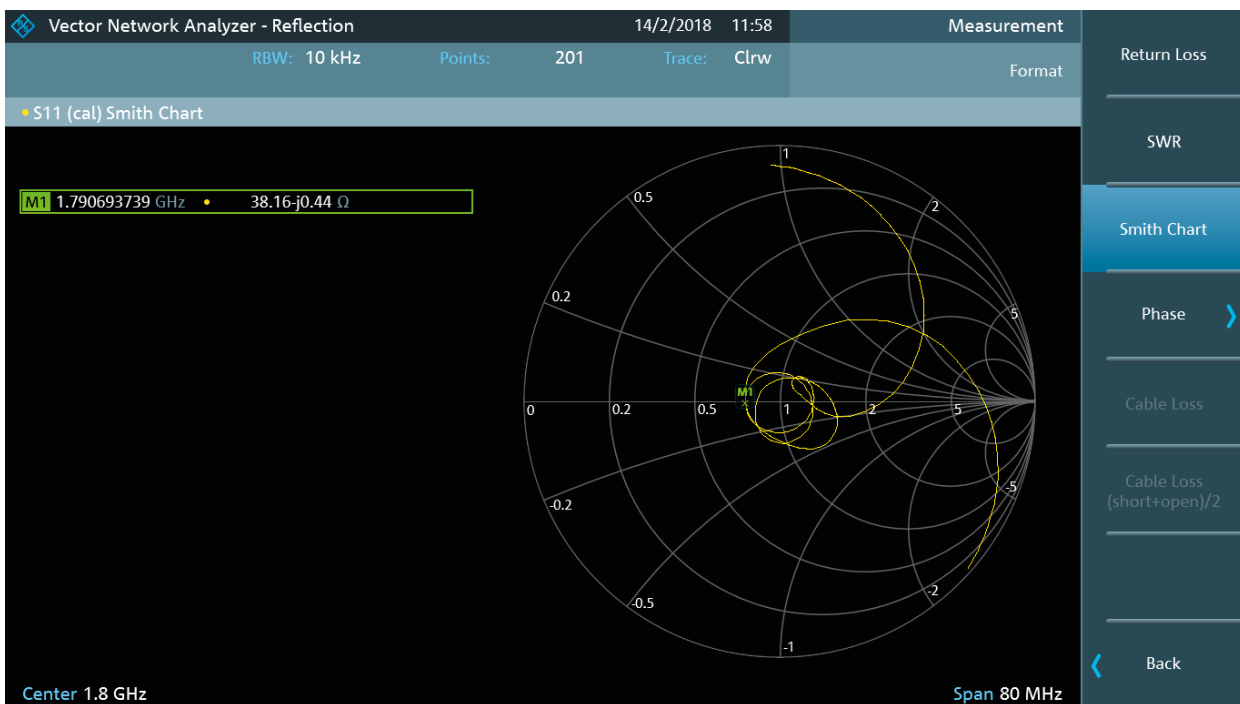 Vector Network Analyzer - Reflection 14/2/2018 11:58 Measurement
RBW: 10 kHz Points: 201 Trace: Clrw Format
S11 (cal) Smith Chart
M1 1.790693739 GHz 38.16-j0.44 Ω
1
0.5
2
0.2
5
M1
0 0.2 0.5 1 2 5
-0.2
-5
-0.5
-2
-1
Center 1.8 GHz Span 80 MHz
Return Loss
SWR
Smith Chart
Phase
Cable Loss
Cable Loss
(short+open)/2
Back